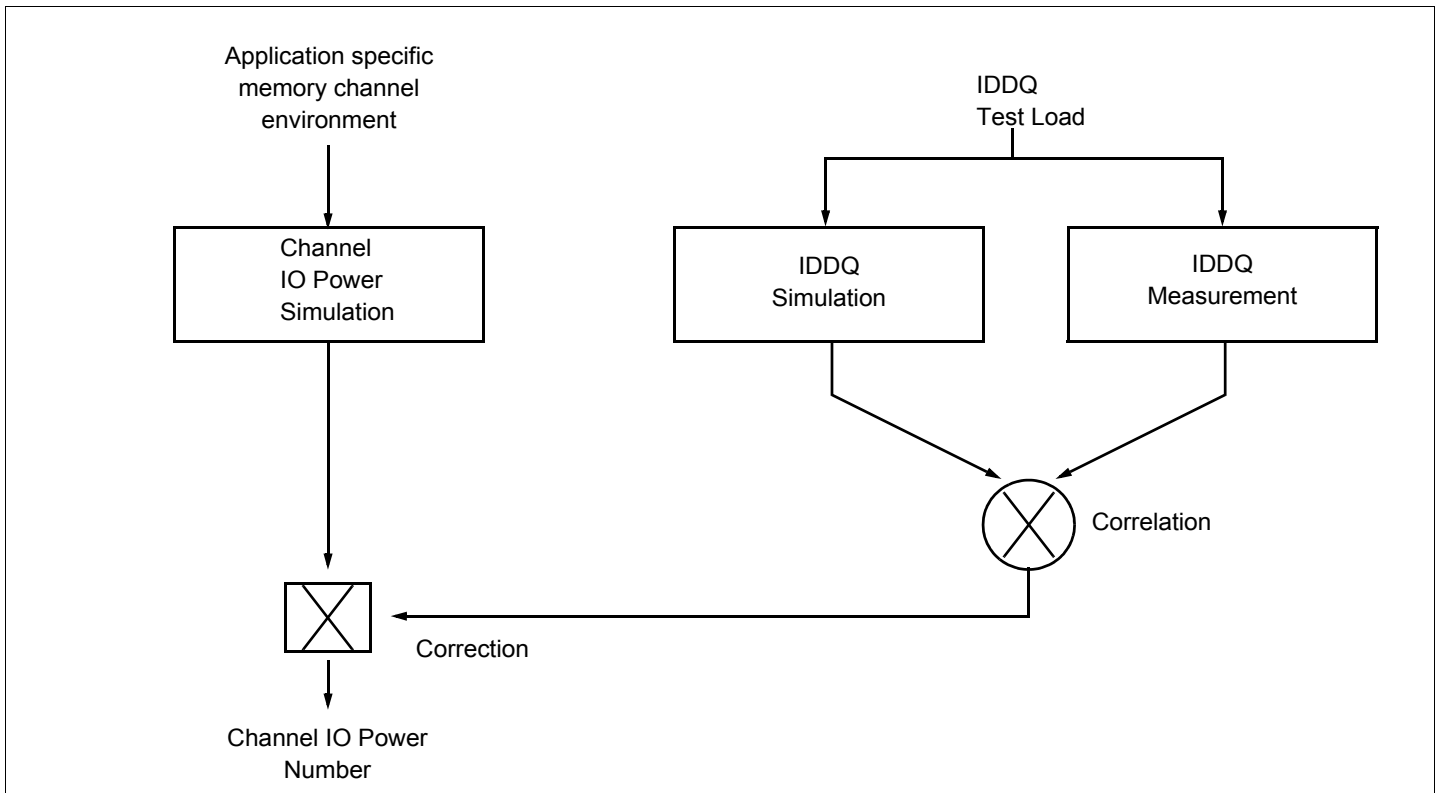 Application specific
memory channel
environment
IDDQ
Test Load
Channel
IO Power
Simulation
IDDQ
Simulation
IDDQ
Measurement
Correlation
Correction
Channel IO Power
Number